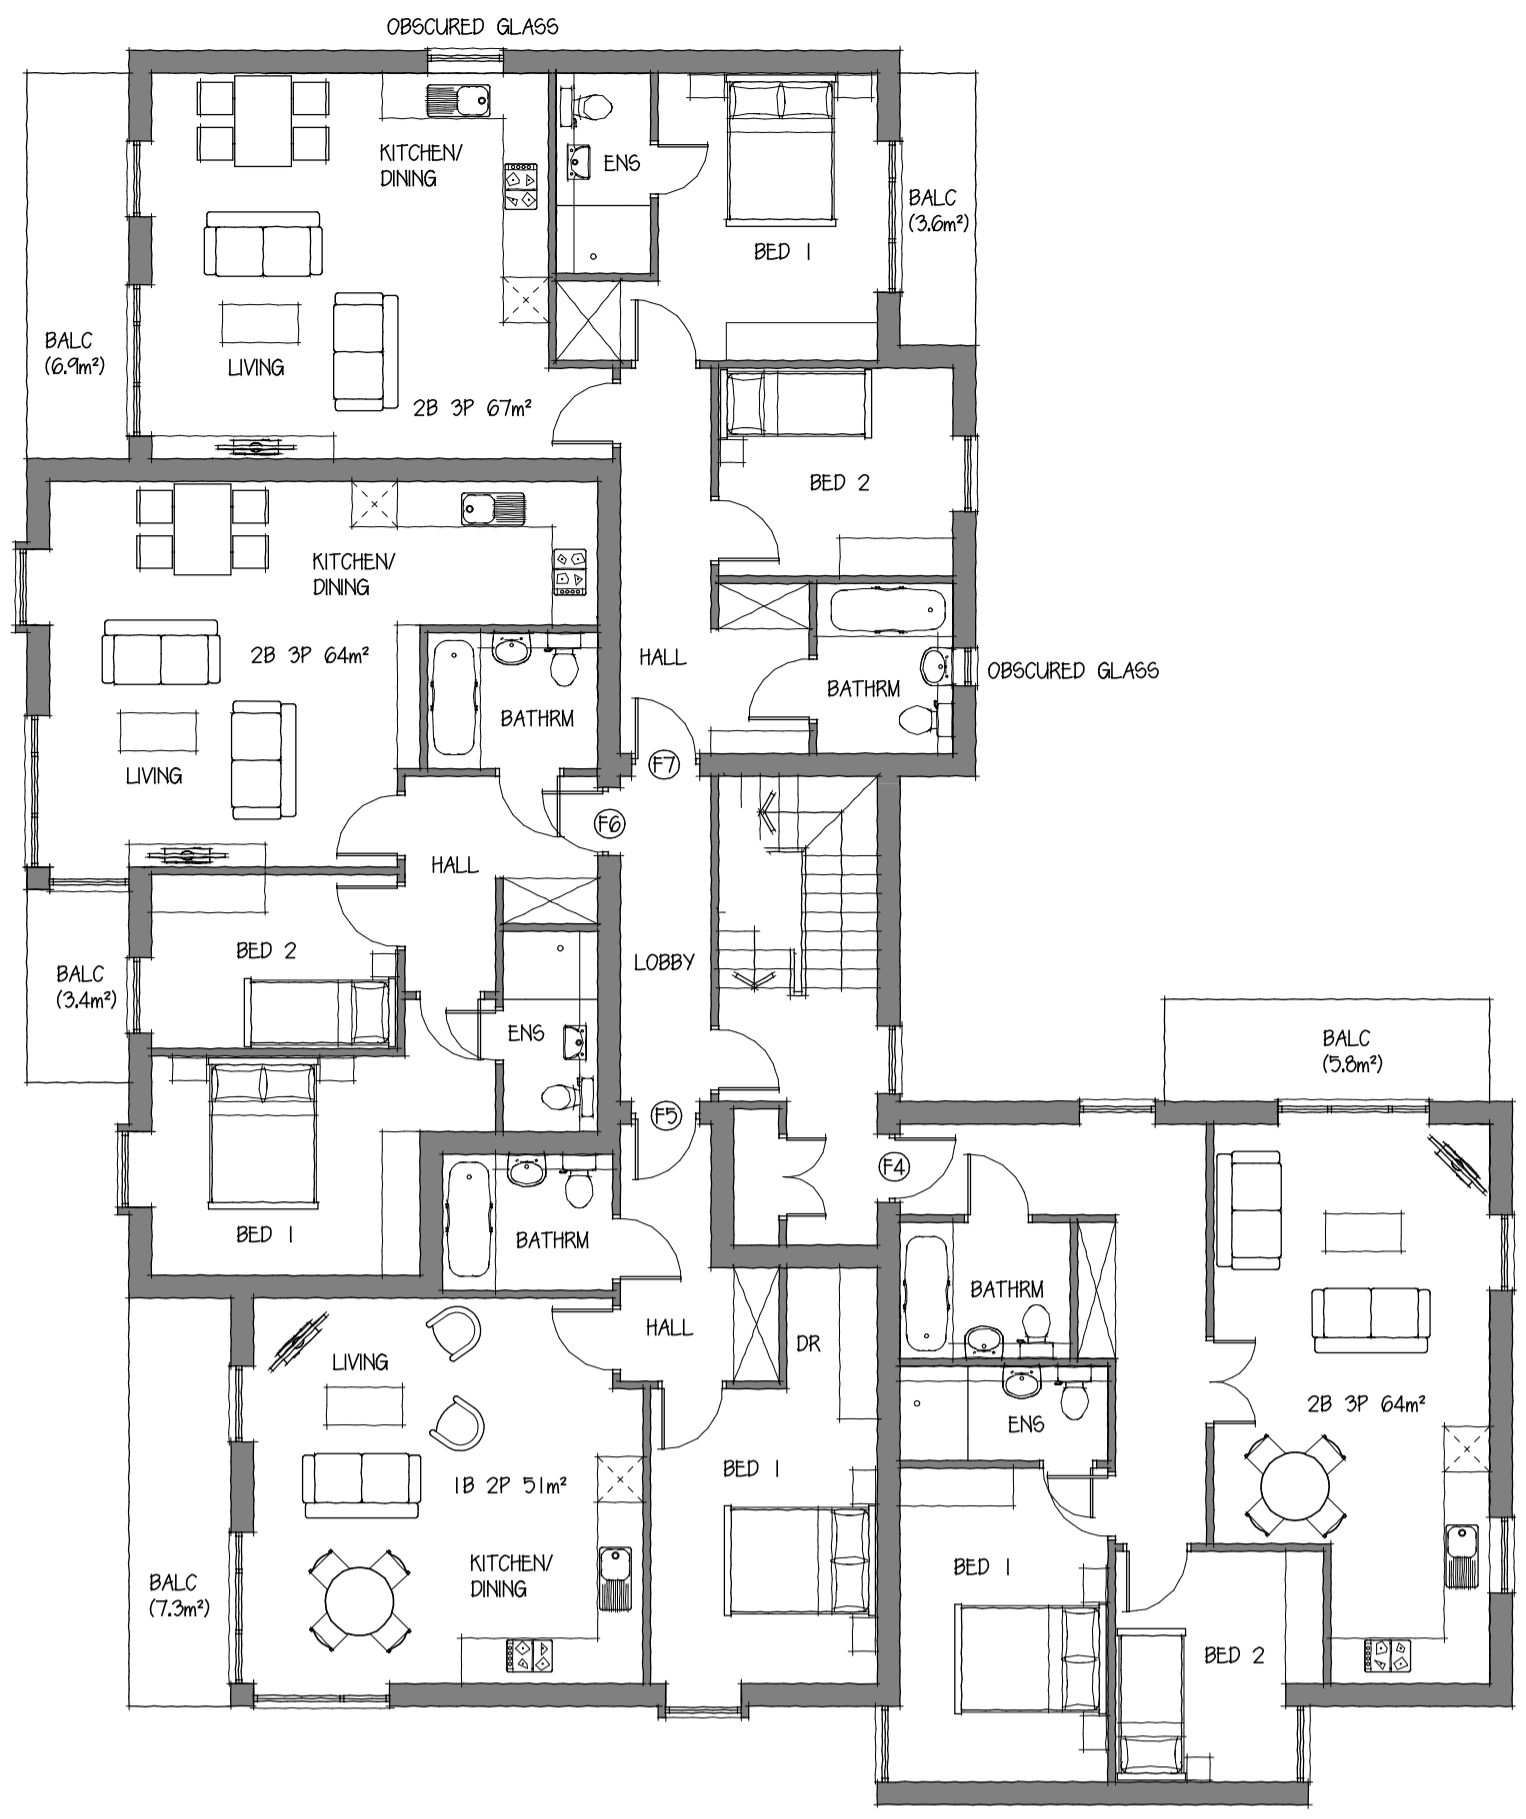 OBSCURED GLASS
KITCHEN/
DINING
ENS
BED 1
BALC
(3.6m²)
BALC
(6.9m²)
LIVING
2B 3P 67m²
BED 2
KITCHEN/
DINING
2B 3P 64m²
HALL
OBSCURED GLASS
BATHRM
BATHRM
LIVING
F7
F6
HALL
BED 2
LOBBY
BALC
(3.4m²)
ENS
BALC
(5.8m²)
F5
F4
BED 1
BATHRM
BATHRM
HALL
DR
LIVING
2B 3P 64m²
ENS
BED 1
1B 2P 51m²
KITCHEN/
DINING
BED 1
BALC
(7.3m²)
BED 2